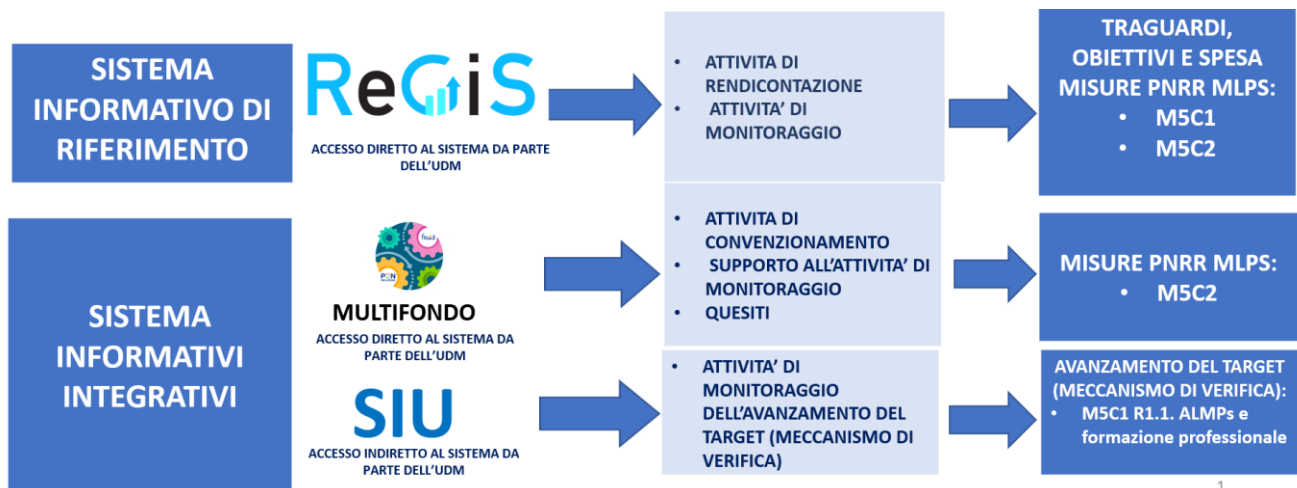 SISTEMA
INFORMATIVO DI
RIFERIMENTO
ReGiS
ACCESSO DIRETTO AL SISTEMA DA PARTE
DELL'UDM
• ATTIVITA DI
RENDICONTAZIONE
• ATTIVITA' DI
MONITORAGGIO
TRAGUARDI,
OBIETTIVI E SPESA
MISURE PNRR MLPS:
• M5C1
• M5C2
SISTEMA
INFORMATIVI
INTEGRATIVI
PON
MULTIFONDO
ACCESSO DIRETTO AL SISTEMA DA
PARTE DELL'UDM
• ATTIVITA DI
CONVENZIONAMENTO
• SUPPORTO ALL'ATTIVITA' DI
MONITORAGGIO
• QUESITI
MISURE PNRR MLPS:
• M5C2
SIU
ACCESSO INDIRETTO AL SISTEMA DA
PARTE DELL'UDM
• ATTIVITA' DI
MONITORAGGIO
DELL'AVANZAMENTO DEL
TARGET (MECCANISMO DI
VERIFICA)
AVANZAMENTO DEL TARGET
(MECCANISMO DI VERIFICA):
• M5C1 R1.1. ALMPs e
formazione professionale
1